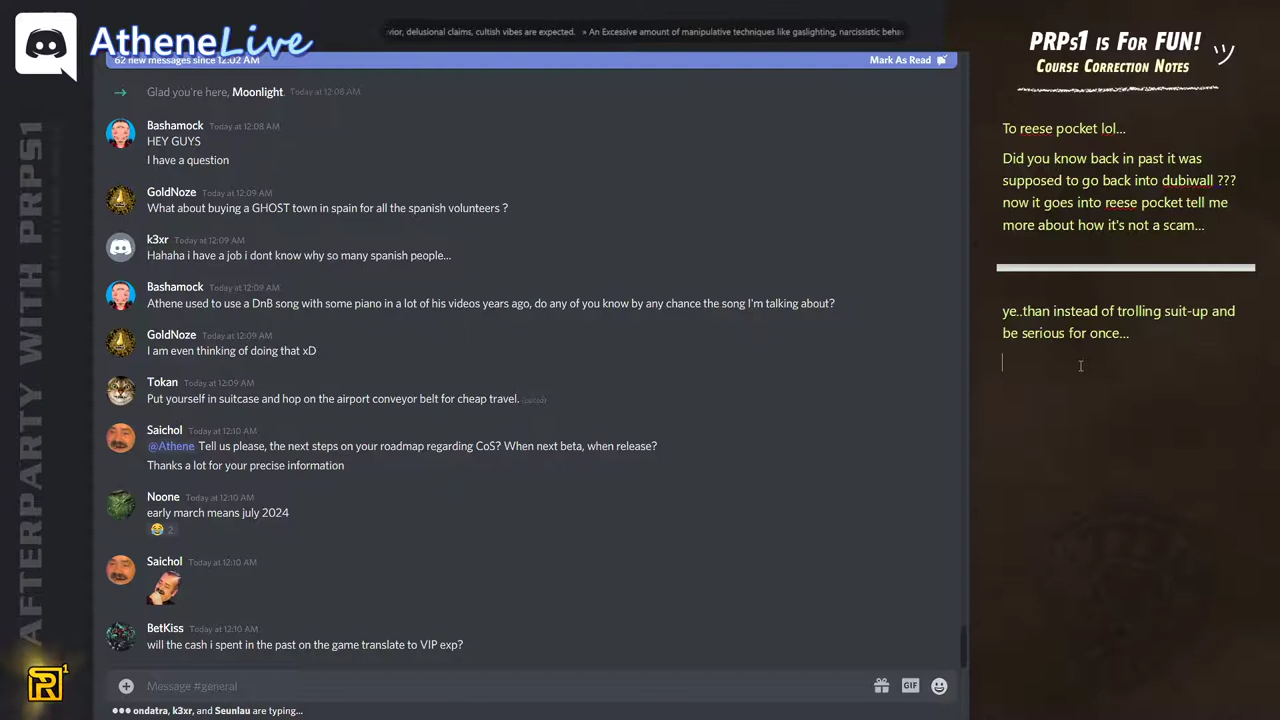 AtheneLive
vior, delusional claims, cultish vibes are expected. » An Excessive amount of manipulative techniques like gaslighting, narcissistic behav
62 new messages since 12:02 AM
Mark As Read
Glad you're here, Moonlight. Today at 12:08 AM
Bashamock Today at 12:08 AM
HEY GUYS
I have a question
GoldNoze Today at 12:09 AM
What about buying a GHOST town in spain for all the spanish volunteers ?
k3xr Today at 12:09 AM
Hahaha i have a job i dont know why so many spanish people...
Bashamock Today at 12:09 AM
Athene used to use a DnB song with some piano in a lot of his videos years ago, do any of you know by any chance the song I'm talking about?
GoldNoze Today at 12:09 AM
I am even thinking of doing that xD
Tokan Today at 12:09 AM
Put yourself in suitcase and hop on the airport conveyor belt for cheap travel. (edited)
Saichol Today at 12:10 AM
@Athene Tell us please, the next steps on your roadmap regarding CoS? When next beta, when release?
Thanks a lot for your precise information
Noone Today at 12:10 AM
early march means july 2024
2
Saichol Today at 12:10 AM
BetKiss Today at 12:10 AM
will the cash i spent in the past on the game translate to VIP exp?
Message #general
GIF
ondatra, k3xr, and Seunlau are typing...
AFTERPARTY WITH PRPS1
R1
PRPs1 is For FUN! ツ
Course Correction Notes
To reese pocket lol...
Did you know back in past it was
supposed to go back into dubiwall ???
now it goes into reese pocket tell me
more about how it's not a scam...
ye..than instead of trolling suit-up and
be serious for once...